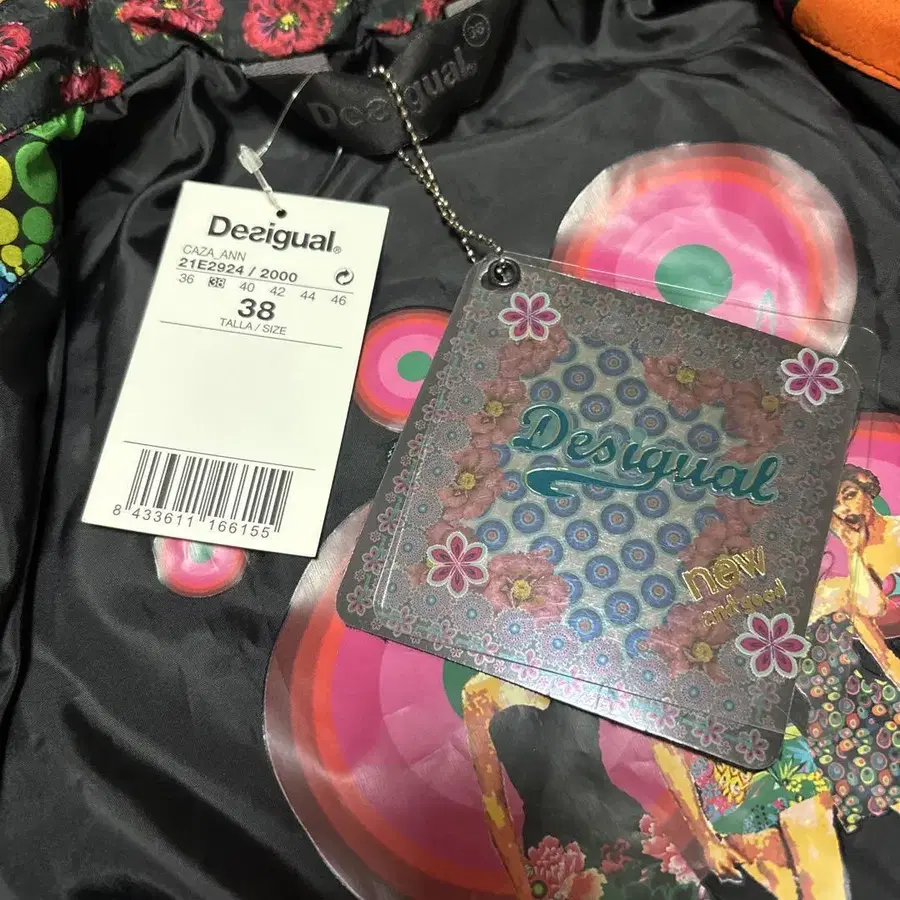 Desigual®
36
Desigual®
CAZA_ANN
21E2924 / 2000
36 38 40 42 44 46
38
TALLA / SIZE
8 433611 166155
Desigual
new
and good